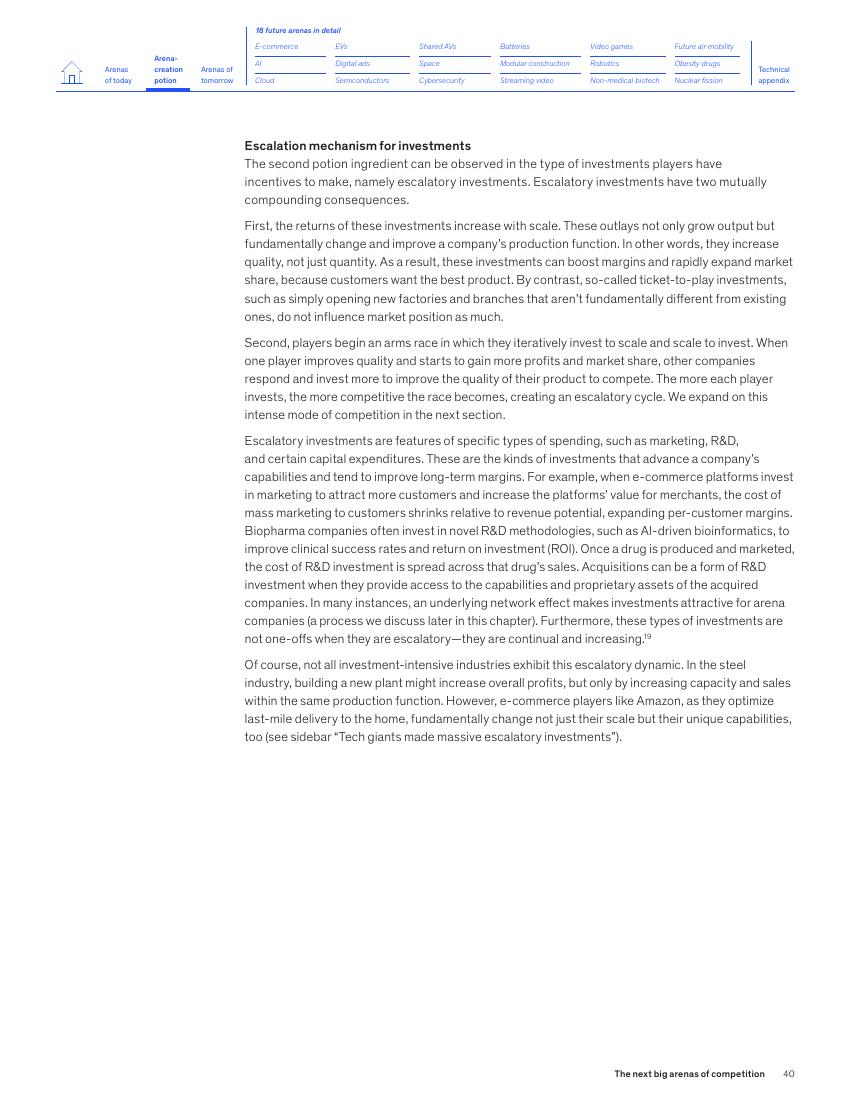 18 future arenas in detail
Arenas
of today
Arena-
creation
potion
Arenas of
tomorrow
E-commerce
EVs
Shared AVs
Batteries
Video games
Future air mobility
AI
Digital ads
Space
Modular construction
Robotics
Obesity drugs
Cloud
Semiconductors
Cybersecurity
Streaming video
Non-medical biotech
Nuclear fission
Technical
appendix
Escalation mechanism for investments
The second potion ingredient can be observed in the type of investments players have
incentives to make, namely escalatory investments. Escalatory investments have two mutually
compounding consequences.
First, the returns of these investments increase with scale. These outlays not only grow output but
fundamentally change and improve a company’s production function. In other words, they increase
quality, not just quantity. As a result, these investments can boost margins and rapidly expand market
share, because customers want the best product. By contrast, so-called ticket-to-play investments,
such as simply opening new factories and branches that aren’t fundamentally different from existing
ones, do not influence market position as much.
Second, players begin an arms race in which they iteratively invest to scale and scale to invest. When
one player improves quality and starts to gain more profits and market share, other companies
respond and invest more to improve the quality of their product to compete. The more each player
invests, the more competitive the race becomes, creating an escalatory cycle. We expand on this
intense mode of competition in the next section.
Escalatory investments are features of specific types of spending, such as marketing, R&D,
and certain capital expenditures. These are the kinds of investments that advance a company’s
capabilities and tend to improve long-term margins. For example, when e-commerce platforms invest
in marketing to attract more customers and increase the platforms’ value for merchants, the cost of
mass marketing to customers shrinks relative to revenue potential, expanding per-customer margins.
Biopharma companies often invest in novel R&D methodologies, such as AI-driven bioinformatics, to
improve clinical success rates and return on investment (ROI). Once a drug is produced and marketed,
the cost of R&D investment is spread across that drug’s sales. Acquisitions can be a form of R&D
investment when they provide access to the capabilities and proprietary assets of the acquired
companies. In many instances, an underlying network effect makes investments attractive for arena
companies (a process we discuss later in this chapter). Furthermore, these types of investments are
not one-offs when they are escalatory—they are continual and increasing.19
Of course, not all investment-intensive industries exhibit this escalatory dynamic. In the steel
industry, building a new plant might increase overall profits, but only by increasing capacity and sales
within the same production function. However, e-commerce players like Amazon, as they optimize
last-mile delivery to the home, fundamentally change not just their scale but their unique capabilities,
too (see sidebar “Tech giants made massive escalatory investments”).
The next big arenas of competition 40